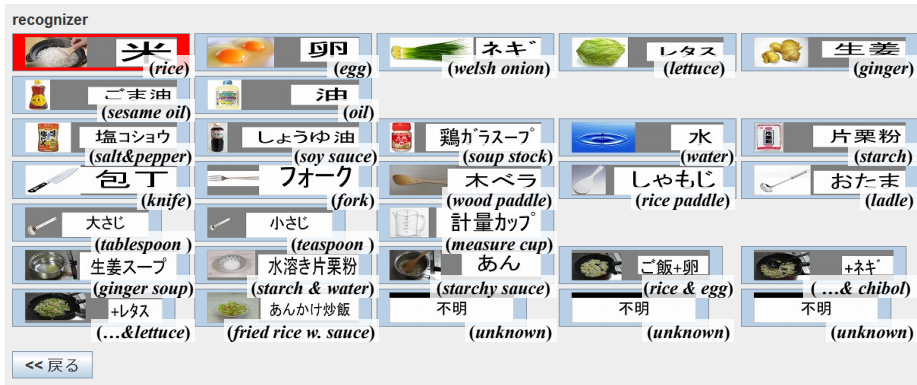 recognizer
米 卵 ネギ レタス 生姜
(rice) (egg) (welsh onion) (lettuce) (ginger)
ごま油 油
(sesame oil) (oil)
塩コショウ しょうゆ油 鶏ガラスープ 水 片栗粉
(salt&pepper) (soy sauce) (soup stock) (water) (starch)
包丁 フォーク 木ベラ しゃもじ おたま
(knife) (fork) (wood paddle) (rice paddle) (ladle)
大さじ 小さじ 計量カップ
(tablespoon ) (teaspoon ) (measure cup)
生姜スープ 水溶き片栗粉 あん ご飯+卵 +ネギ
(ginger soup) (starch & water) (starchy sauce) (rice & egg) ( …& chibol)
+レタス あんかけ炒飯 不明 不明 不明
(…&lettuce) (fried rice w. sauce) (unknown) (unknown) (unknown)
<< 戻る